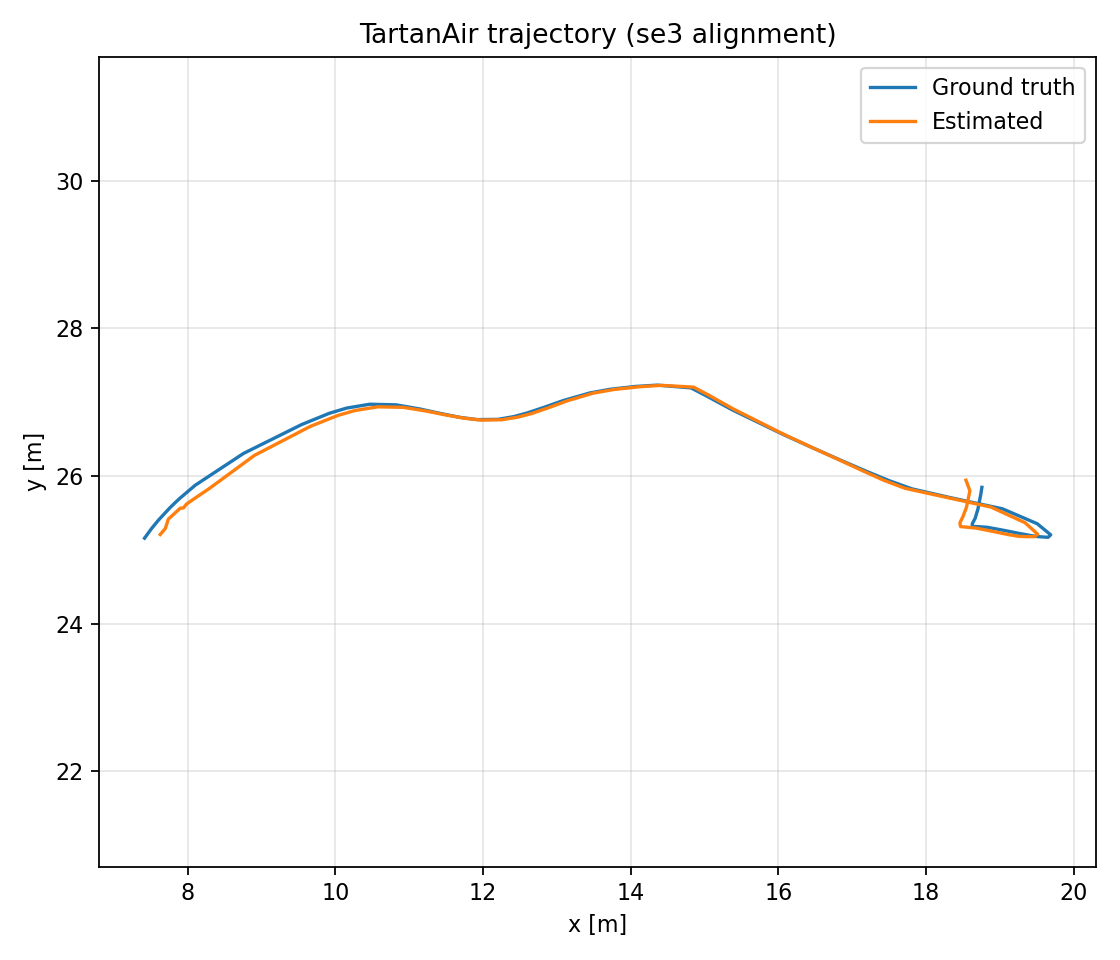 TartanAir trajectory (se3 alignment)
Ground truth
Estimated
30
28
26
24
22
y [m]
8 10 12 14 16 18 20
x [m]